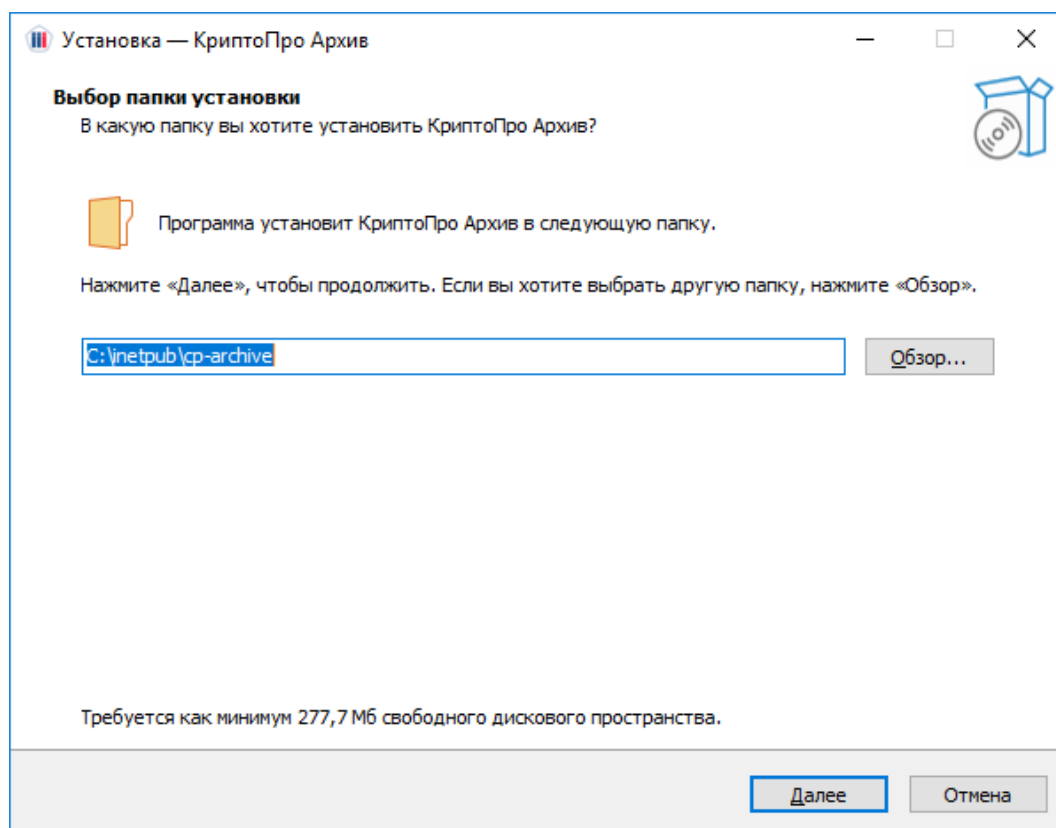 Установка — КриптоПро Архив
Выбор папки установки
В какую папку вы хотите установить КриптоПро Архив?
Программа установит КриптоПро Архив в следующую папку.
Нажмите «Далее», чтобы продолжить. Если вы хотите выбрать другую папку, нажмите «Обзор».
C:\inetpub\cp-archive
Обзор...
Требуется как минимум 277,7 Мб свободного дискового пространства.
Далее
Отмена